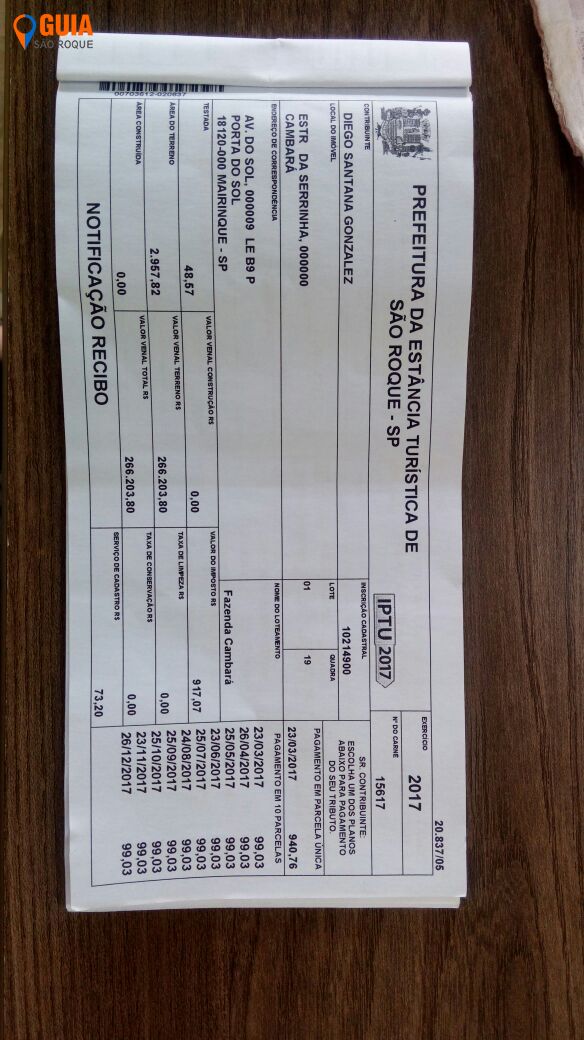 GUIA
SÃO ROQUE
00703612-020837
20.837/05
PREFEITURA DA ESTÂNCIA TURÍSTICA DE
SÃO ROQUE - SP
IPTU 2017
EXERCÍCIO
2017
Nº DO CARNÊ
15617
CONTRIBUINTE
DIEGO SANTANA GONZALEZ
INSCRIÇÃO CADASTRAL
10214900
LOCAL DO IMÓVEL
ESTR DA SERRINHA, 000000
CAMBARÁ
LOTE
01
QUADRA
19
SR. CONTRIBUINTE:
ESCOLHA UM DOS PLANOS
ABAIXO PARA PAGAMENTO
DO SEU TRIBUTO.
ENDEREÇO DE CORRESPONDÊNCIA
AV. DO SOL, 000009 LE B9 P
PORTA DO SOL
18120-000 MAIRINQUE - SP
NOME DO LOTEAMENTO
Fazenda Cambará
PAGAMENTO EM PARCELA ÚNICA
23/03/2017 940,76
PAGAMENTO EM 10 PARCELAS
23/03/2017 99,03
26/04/2017 99,03
25/05/2017 99,03
23/06/2017 99,03
25/07/2017 99,03
24/08/2017 99,03
25/09/2017 99,03
25/10/2017 99,03
23/11/2017 99,03
26/12/2017 99,03
TESTADA
48,57
VALOR VENAL CONSTRUÇÃO R$
0,00
VALOR DO IMPOSTO R$
917,07
ÁREA DO TERRENO
2.957,82
VALOR VENAL TERRENO R$
266.203,80
TAXA DE LIMPEZA R$
0,00
ÁREA CONSTRUÍDA
0,00
VALOR VENAL TOTAL R$
266.203,80
TAXA DE CONSERVAÇÃO R$
0,00
NOTIFICAÇÃO RECIBO
SERVIÇO DE CADASTRO R$
73,20